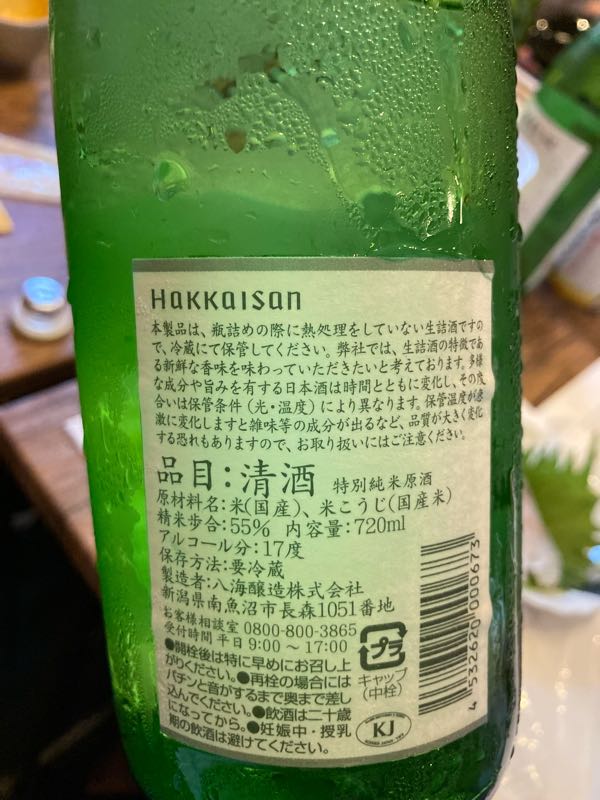 Hakkaisan
本製品は、瓶詰めの際に熱処理をしていない生詰酒ですの
で、冷蔵にて保管してください。弊社では、生詰酒の特徴であ
る新鮮な香味を味わっていただきたいと考えております。多様
な成分や旨みを有する日本酒は時間とともに変化し、その度
合いは保管条件(光・温度)により異なります。保管温度が急
激に変化しますと雑味等の成分が出るなど、品質が大きく変化
する恐れもありますので、お取り扱いにはご注意ください。
品目:清酒 特別純米原酒
原材料名:米(国産)、米こうじ(国産米)
精米歩合:55% 内容量:720ml
アルコール分:17度
保存方法:要冷蔵
製造者:八海醸造株式会社
新潟県南魚沼市長森1051番地
お客様相談室 0800-800-3865
受付時間 平日 9:00 〜 17:00
●開栓後は特に早めにお召し上
がりください。●再栓の場合には
パチンと音がするまで奥まで差し
込んでください。●飲酒は二十歳
になってから。●妊娠中・授乳
期の飲酒は避けてください。
プラ
キャップ
(中栓)
KJ
4 532620 000673